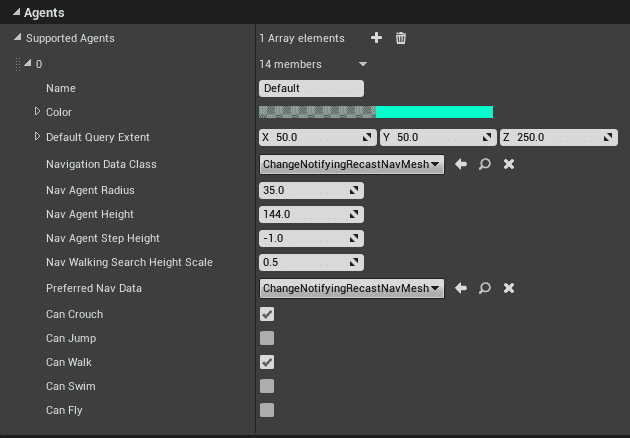 Agents
Supported Agents 1 Array elements
0 14 members
Name Default
Color
Default Query Extent X 50.0 Y 50.0 Z 250.0
Navigation Data Class ChangeNotifyingRecastNavMesh
Nav Agent Radius 35.0
Nav Agent Height 144.0
Nav Agent Step Height -1.0
Nav Walking Search Height Scale 0.5
Preferred Nav Data ChangeNotifyingRecastNavMesh
Can Crouch
Can Jump
Can Walk
Can Swim
Can Fly